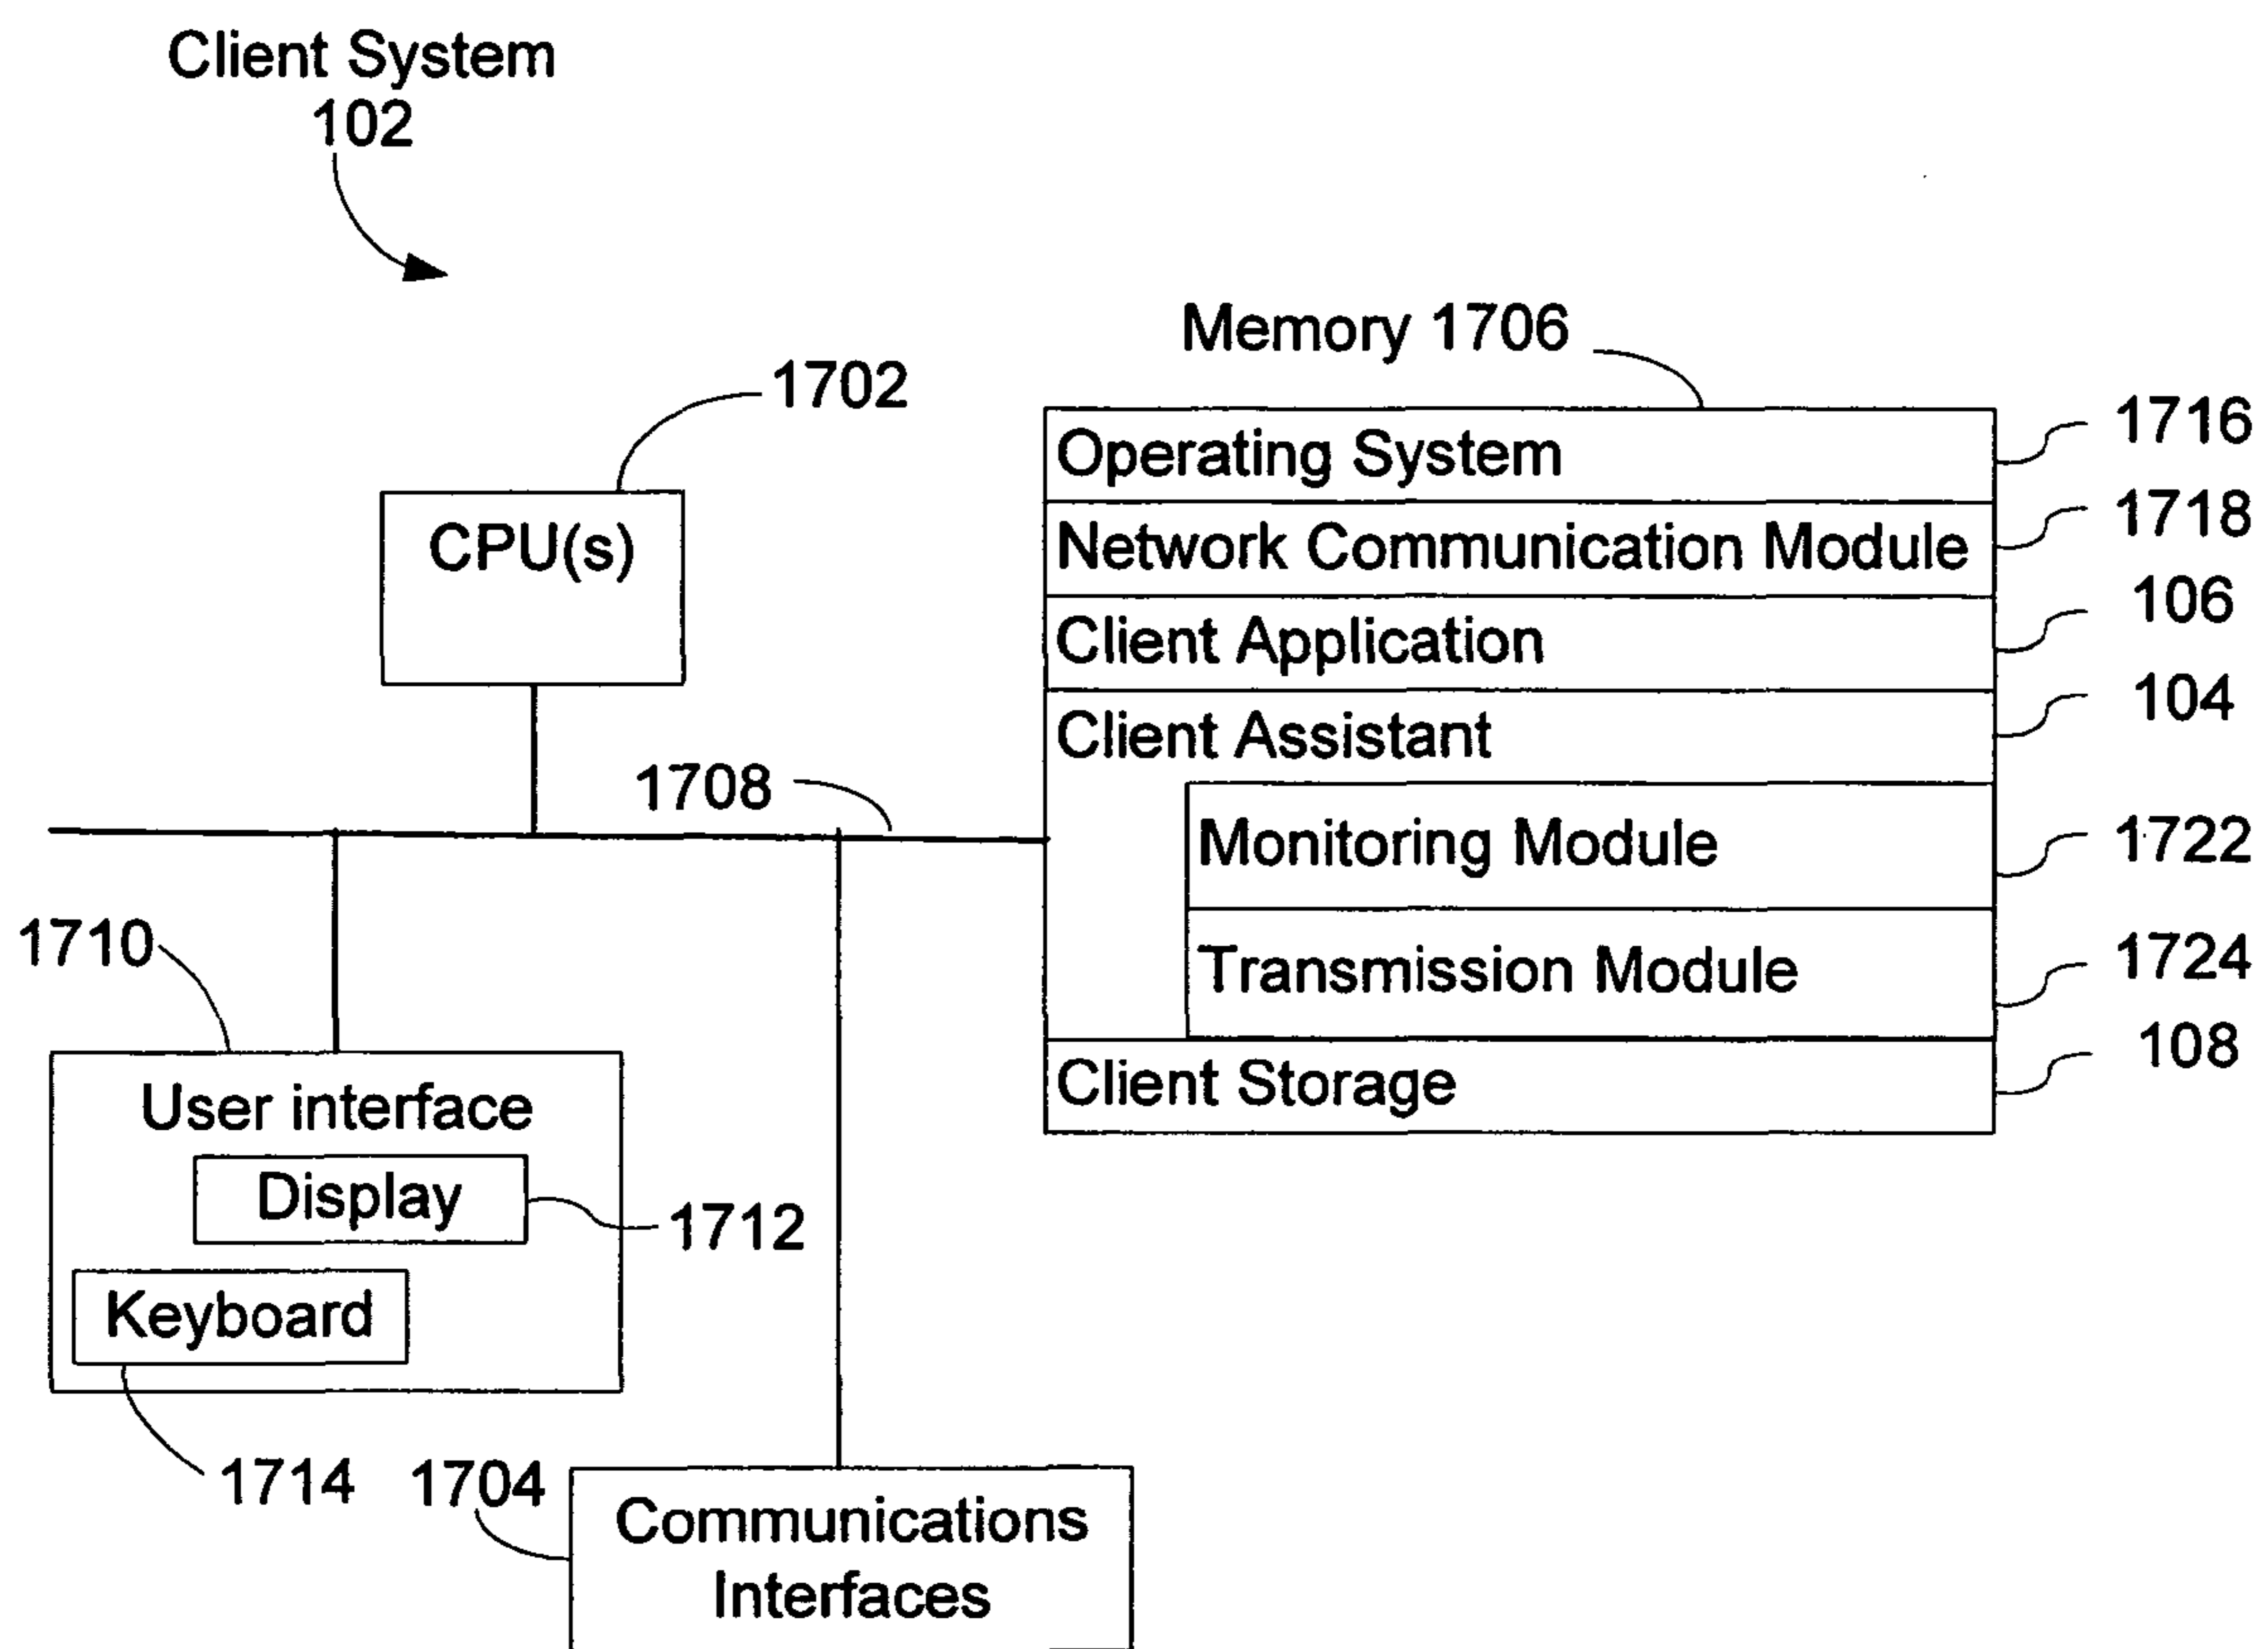 Client System
102
Memory 1706
1702
CPU(s)
Operating System
1716
Network Communication Module
1718
Client Application
106
Client Assistant
104
Monitoring Module
1722
Transmission Module
1724
Client Storage
108
1708
1710
User interface
Display
1712
Keyboard
1714
1704
Communications
Interfaces